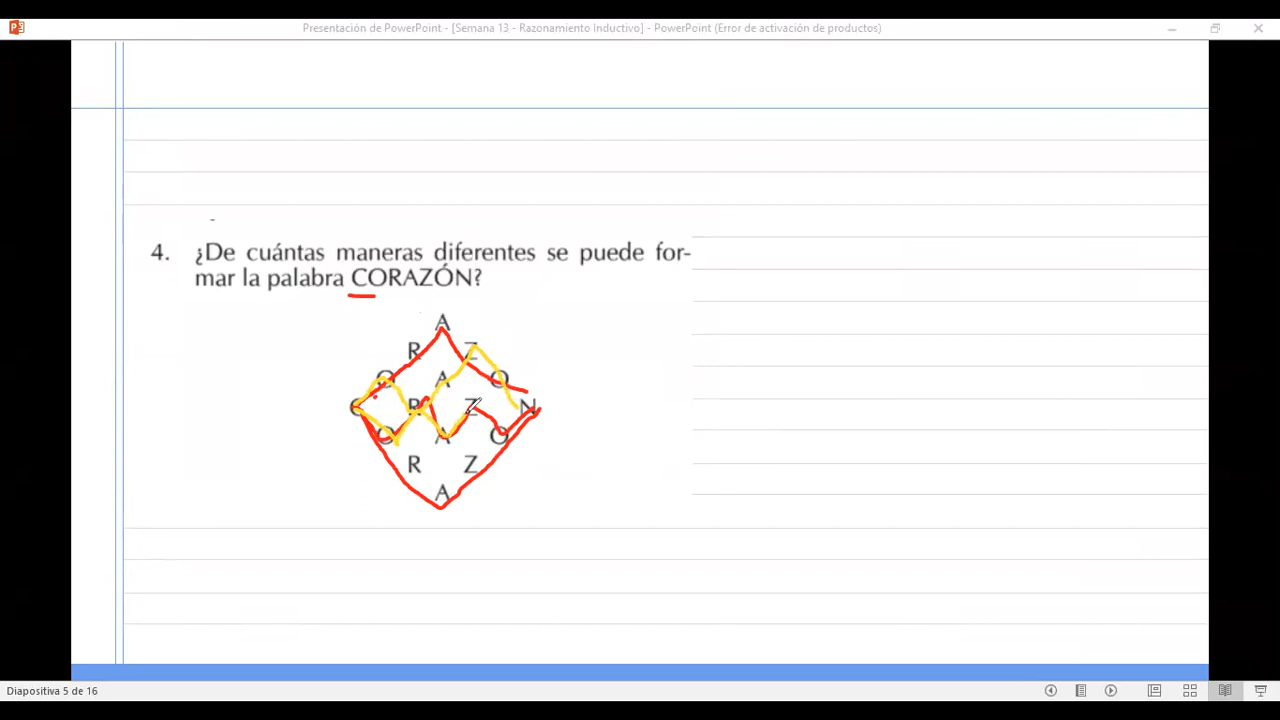 Presentación de PowerPoint - [Semana 13 - Razonamiento Inductivo] - PowerPoint (Error de activación de productos)
4. ¿De cuántas maneras diferentes se puede for-
mar la palabra CORAZÓN?
A
R Z
O A O
C R Z N
O A O
R Z
A
Diapositiva 5 de 16